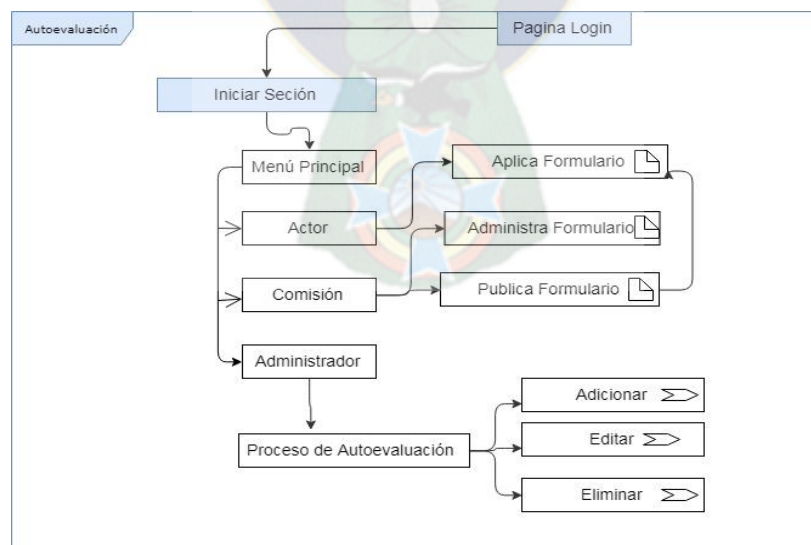 Autoevaluación
Pagina Login
Iniciar Seción
Menú Principal
Aplica Formulario
Actor
Administra Formulario
Comisión
Publica Formulario
Administrador
Adicionar
Proceso de Autoevaluación
Editar
Eliminar